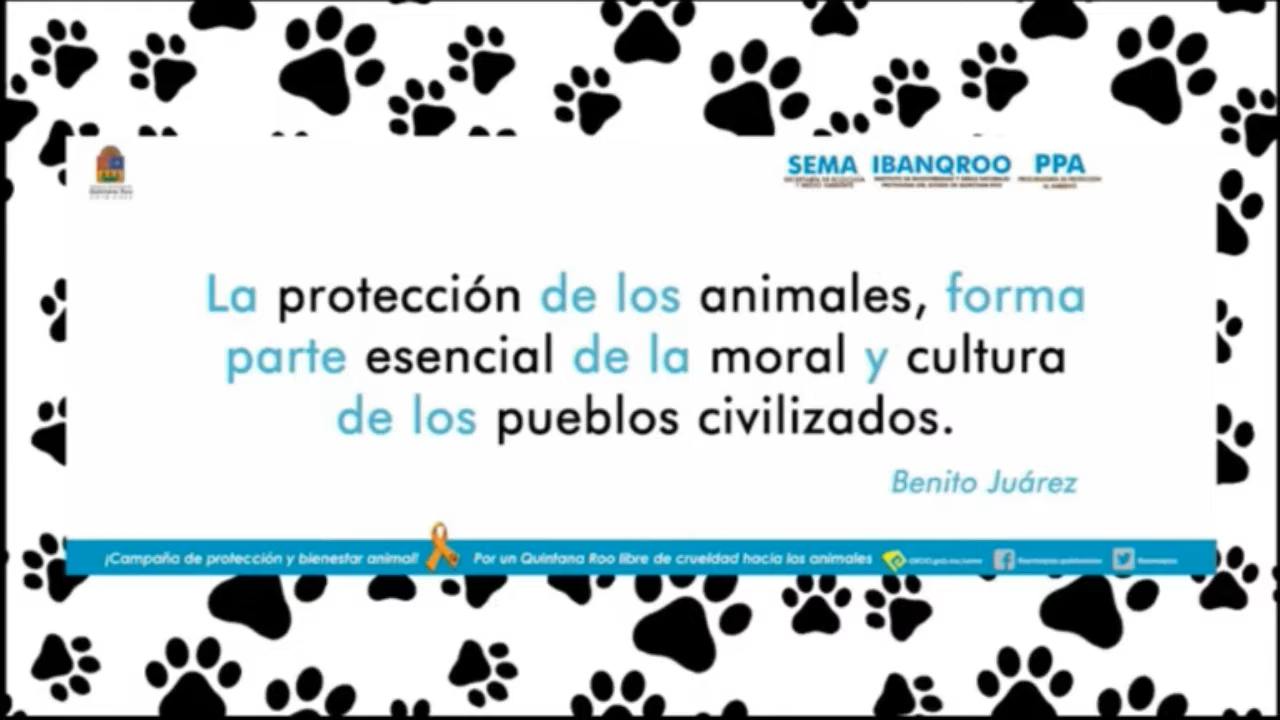 SEMA IBANQROO PPA
La protección de los animales, forma
parte esencial de la moral y cultura
de los pueblos civilizados.
Benito Juárez
¡Campaña de protección y bienestar animal! Por un Quintana Roo libre de crueldad hacia los animales